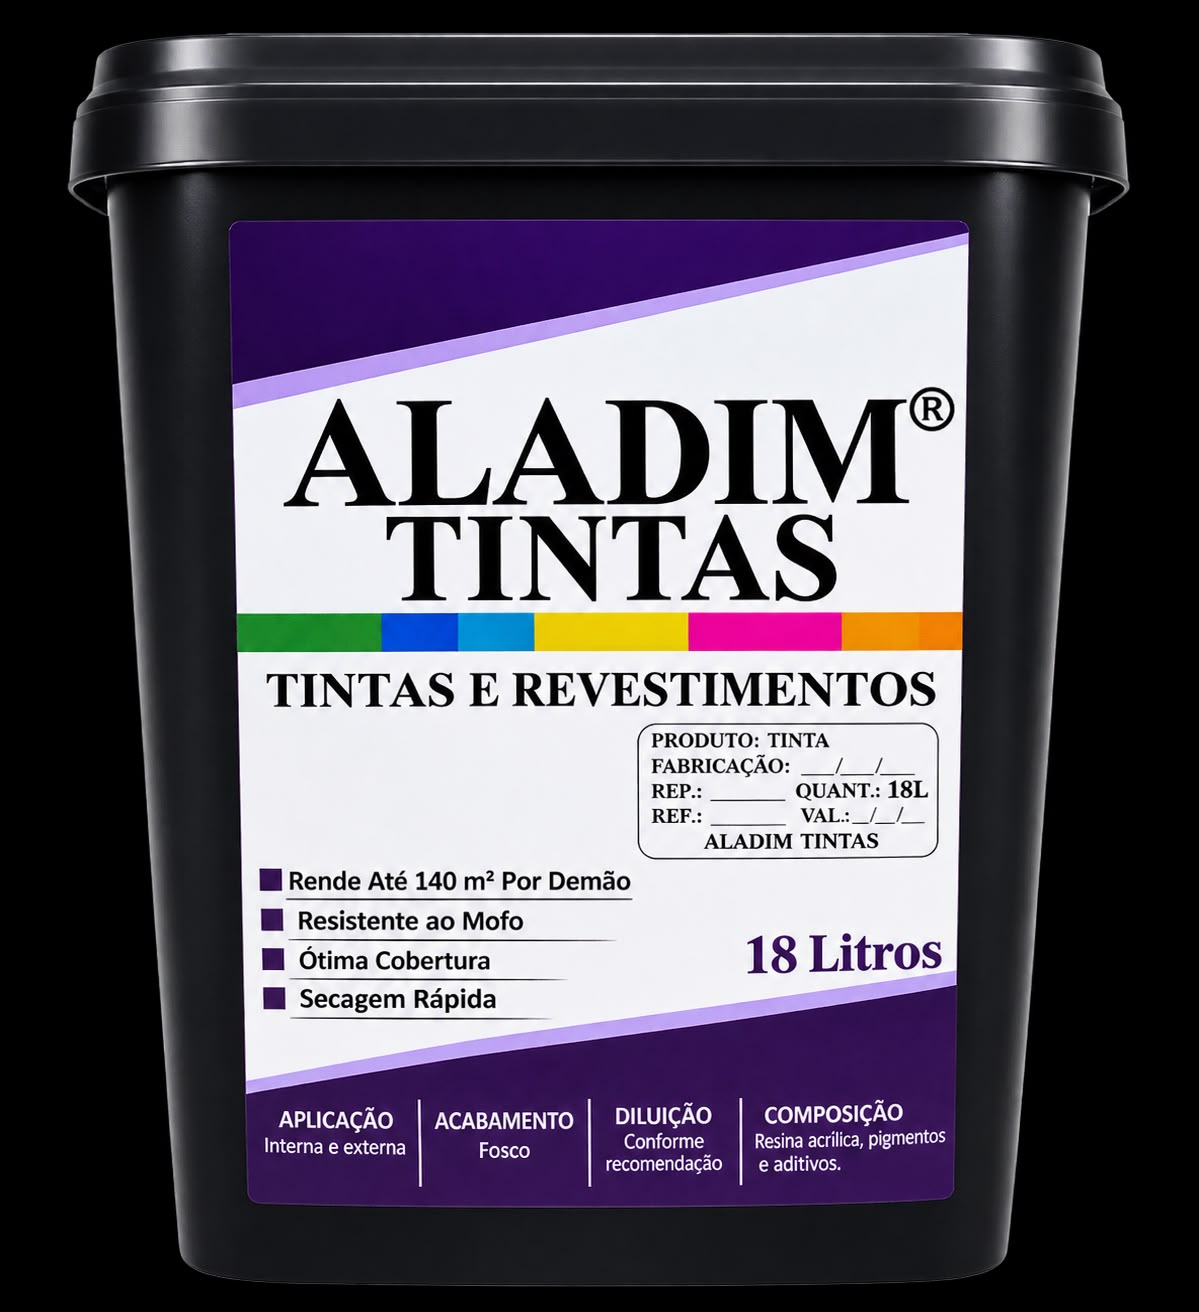 ALADIM®
TINTAS
TINTAS E REVESTIMENTOS
PRODUTO: TINTA
FABRICAÇÃO: ___/___/___
REP.: _______ QUANT.: 18L
REF.: _______ VAL.:__/__/__
ALADIM TINTAS
Rende Até 140 m² Por Demão
Resistente ao Mofo
Ótima Cobertura
Secagem Rápida
18 Litros
APLICAÇÃO
Interna e externa
ACABAMENTO
Fosco
DILUIÇÃO
Conforme
recomendação
COMPOSIÇÃO
Resina acrílica, pigmentos
e aditivos.